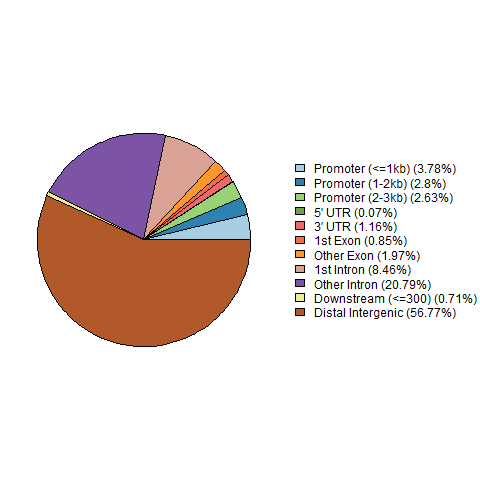 Promoter (<=1kb) (3.78%)
Promoter (1-2kb) (2.8%)
Promoter (2-3kb) (2.63%)
5' UTR (0.07%)
3' UTR (1.16%)
1st Exon (0.85%)
Other Exon (1.97%)
1st Intron (8.46%)
Other Intron (20.79%)
Downstream (<=300) (0.71%)
Distal Intergenic (56.77%)